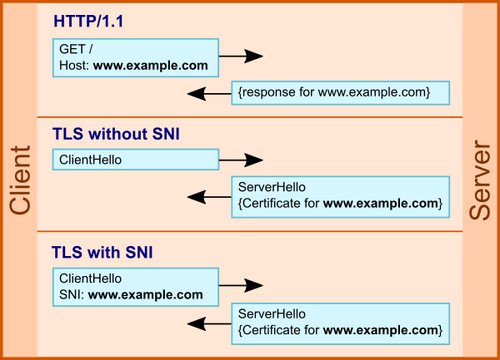 Client
HTTP/1.1
GET /
Host: www.example.com
{response for www.example.com}
TLS without SNI
ClientHello
ServerHello
{Certificate for www.example.com}
TLS with SNI
ClientHello
SNI: www.example.com
ServerHello
{Certificate for www.example.com}
Server